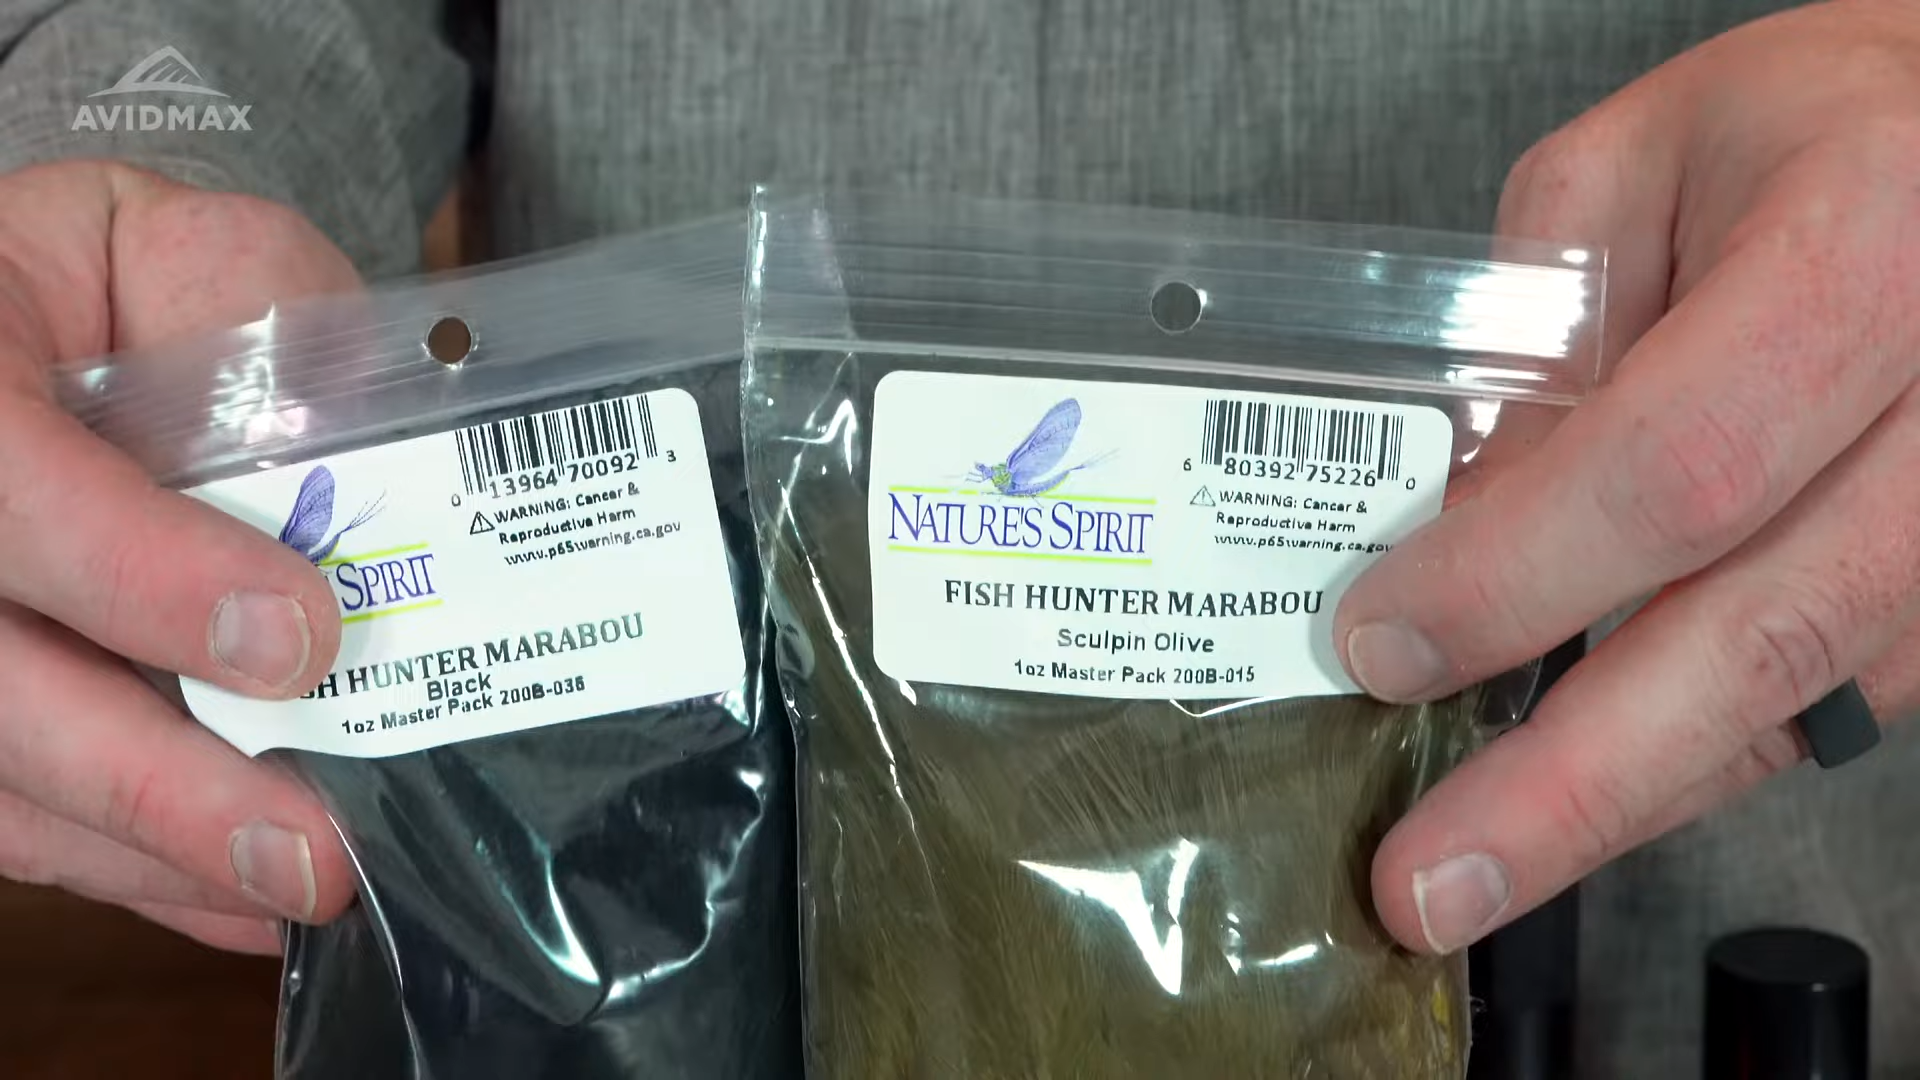 AVIDMAX
0 13964 70092 3
WARNING: Cancer &
Reproductive Harm
www.p65warning.ca.gov
SPIRIT
SH HUNTER MARABOU
Black
1oz Master Pack 200B-036
6 80392 75226 0
WARNING: Cancer &
Reproductive Harm
www.p65warning.ca.gov
NATURE'S SPIRIT
FISH HUNTER MARABOU
Sculpin Olive
1oz Master Pack 200B-015